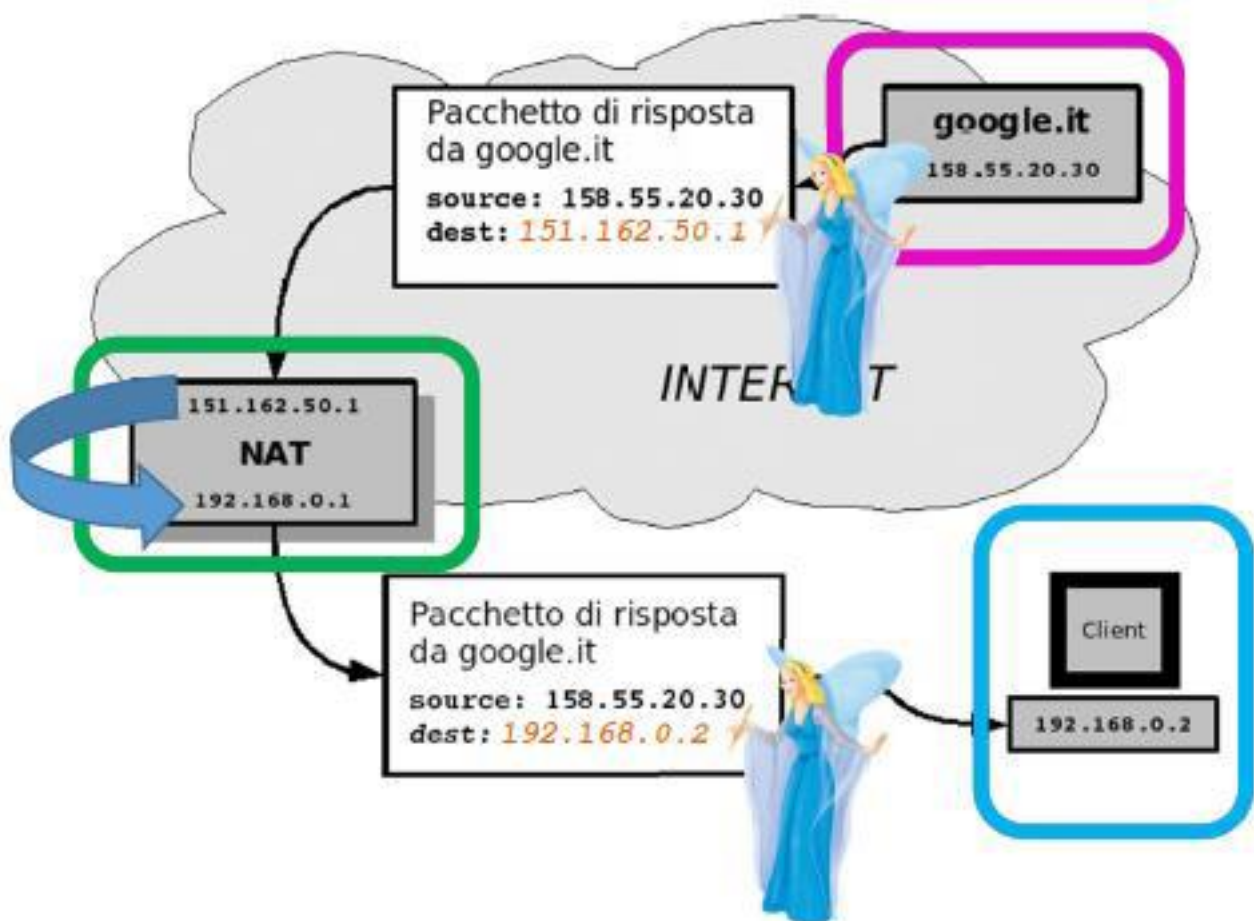 Pacchetto di risposta
da google.it
source: 158.55.20.30
dest: 151.162.50.1
google.it
158.55.20.30
INTERNET
151.162.50.1
NAT
192.168.0.1
Pacchetto di risposta
da google.it
source: 158.55.20.30
dest: 192.168.0.2
Client
192.168.0.2